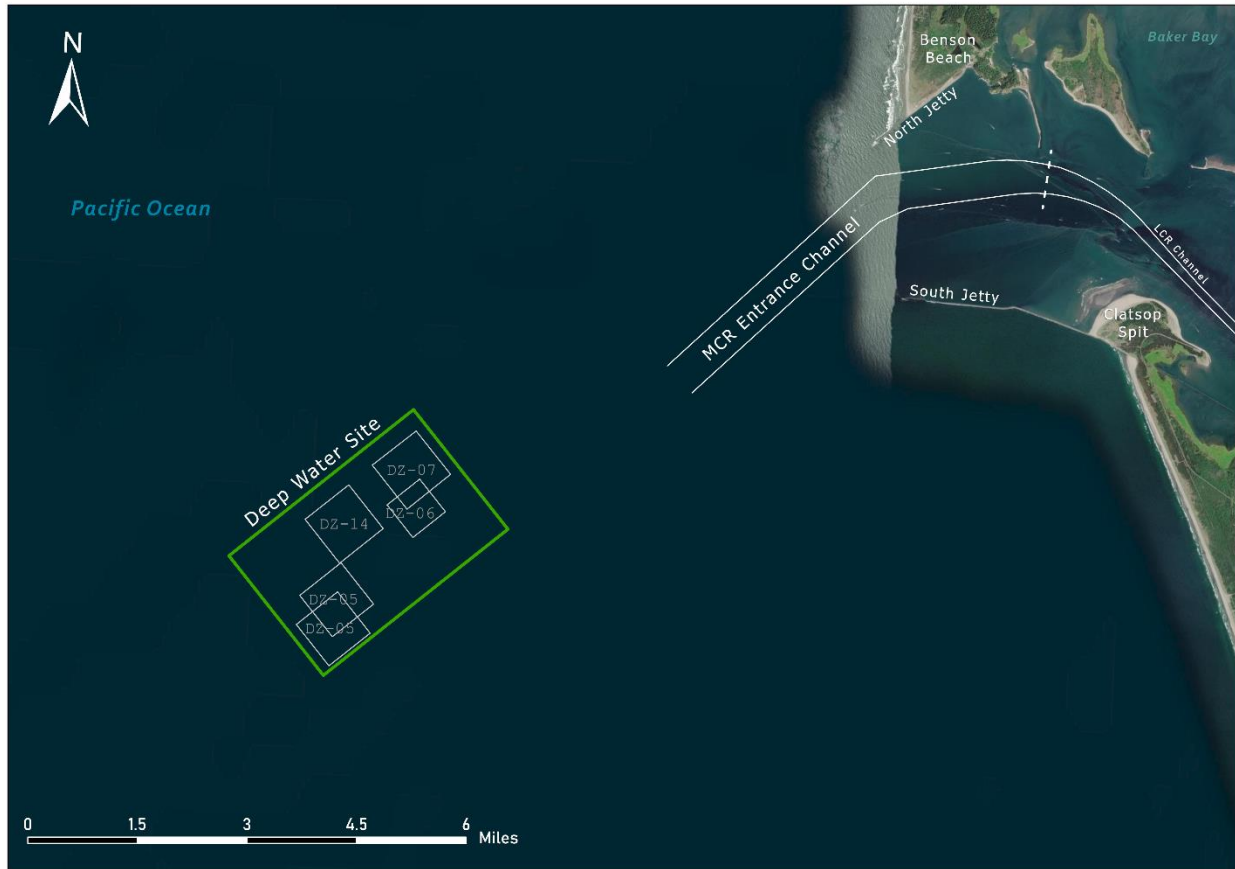 N
Benson
Beach
Baker Bay
North Jetty
Pacific Ocean
MCR Entrance Channel
LCR Channel
South Jetty
Clatsop
Spit
Deep Water Site
DZ-07
DZ-06
DZ-14
DZ-05
DZ-05
0 1.5 3 4.5 6 Miles